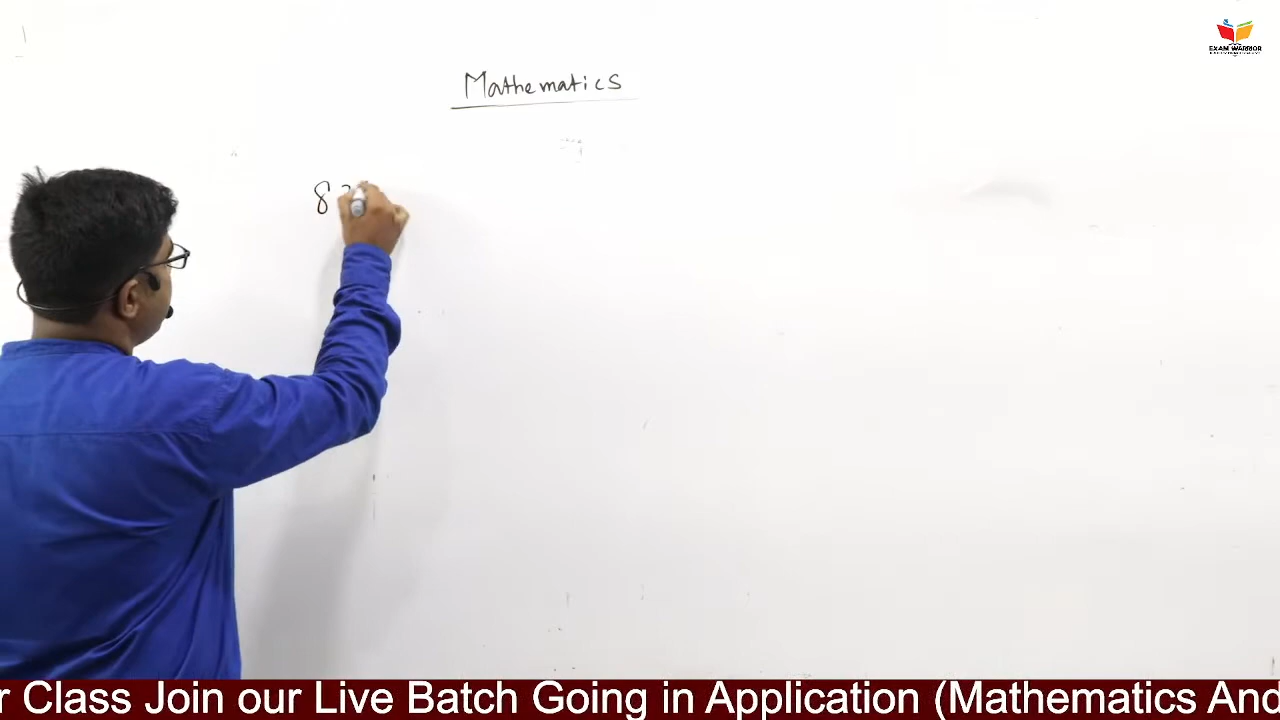 EXAM WARRIOR
Mathematics
8
r Class Join our Live Batch Going in Application (Mathematics And